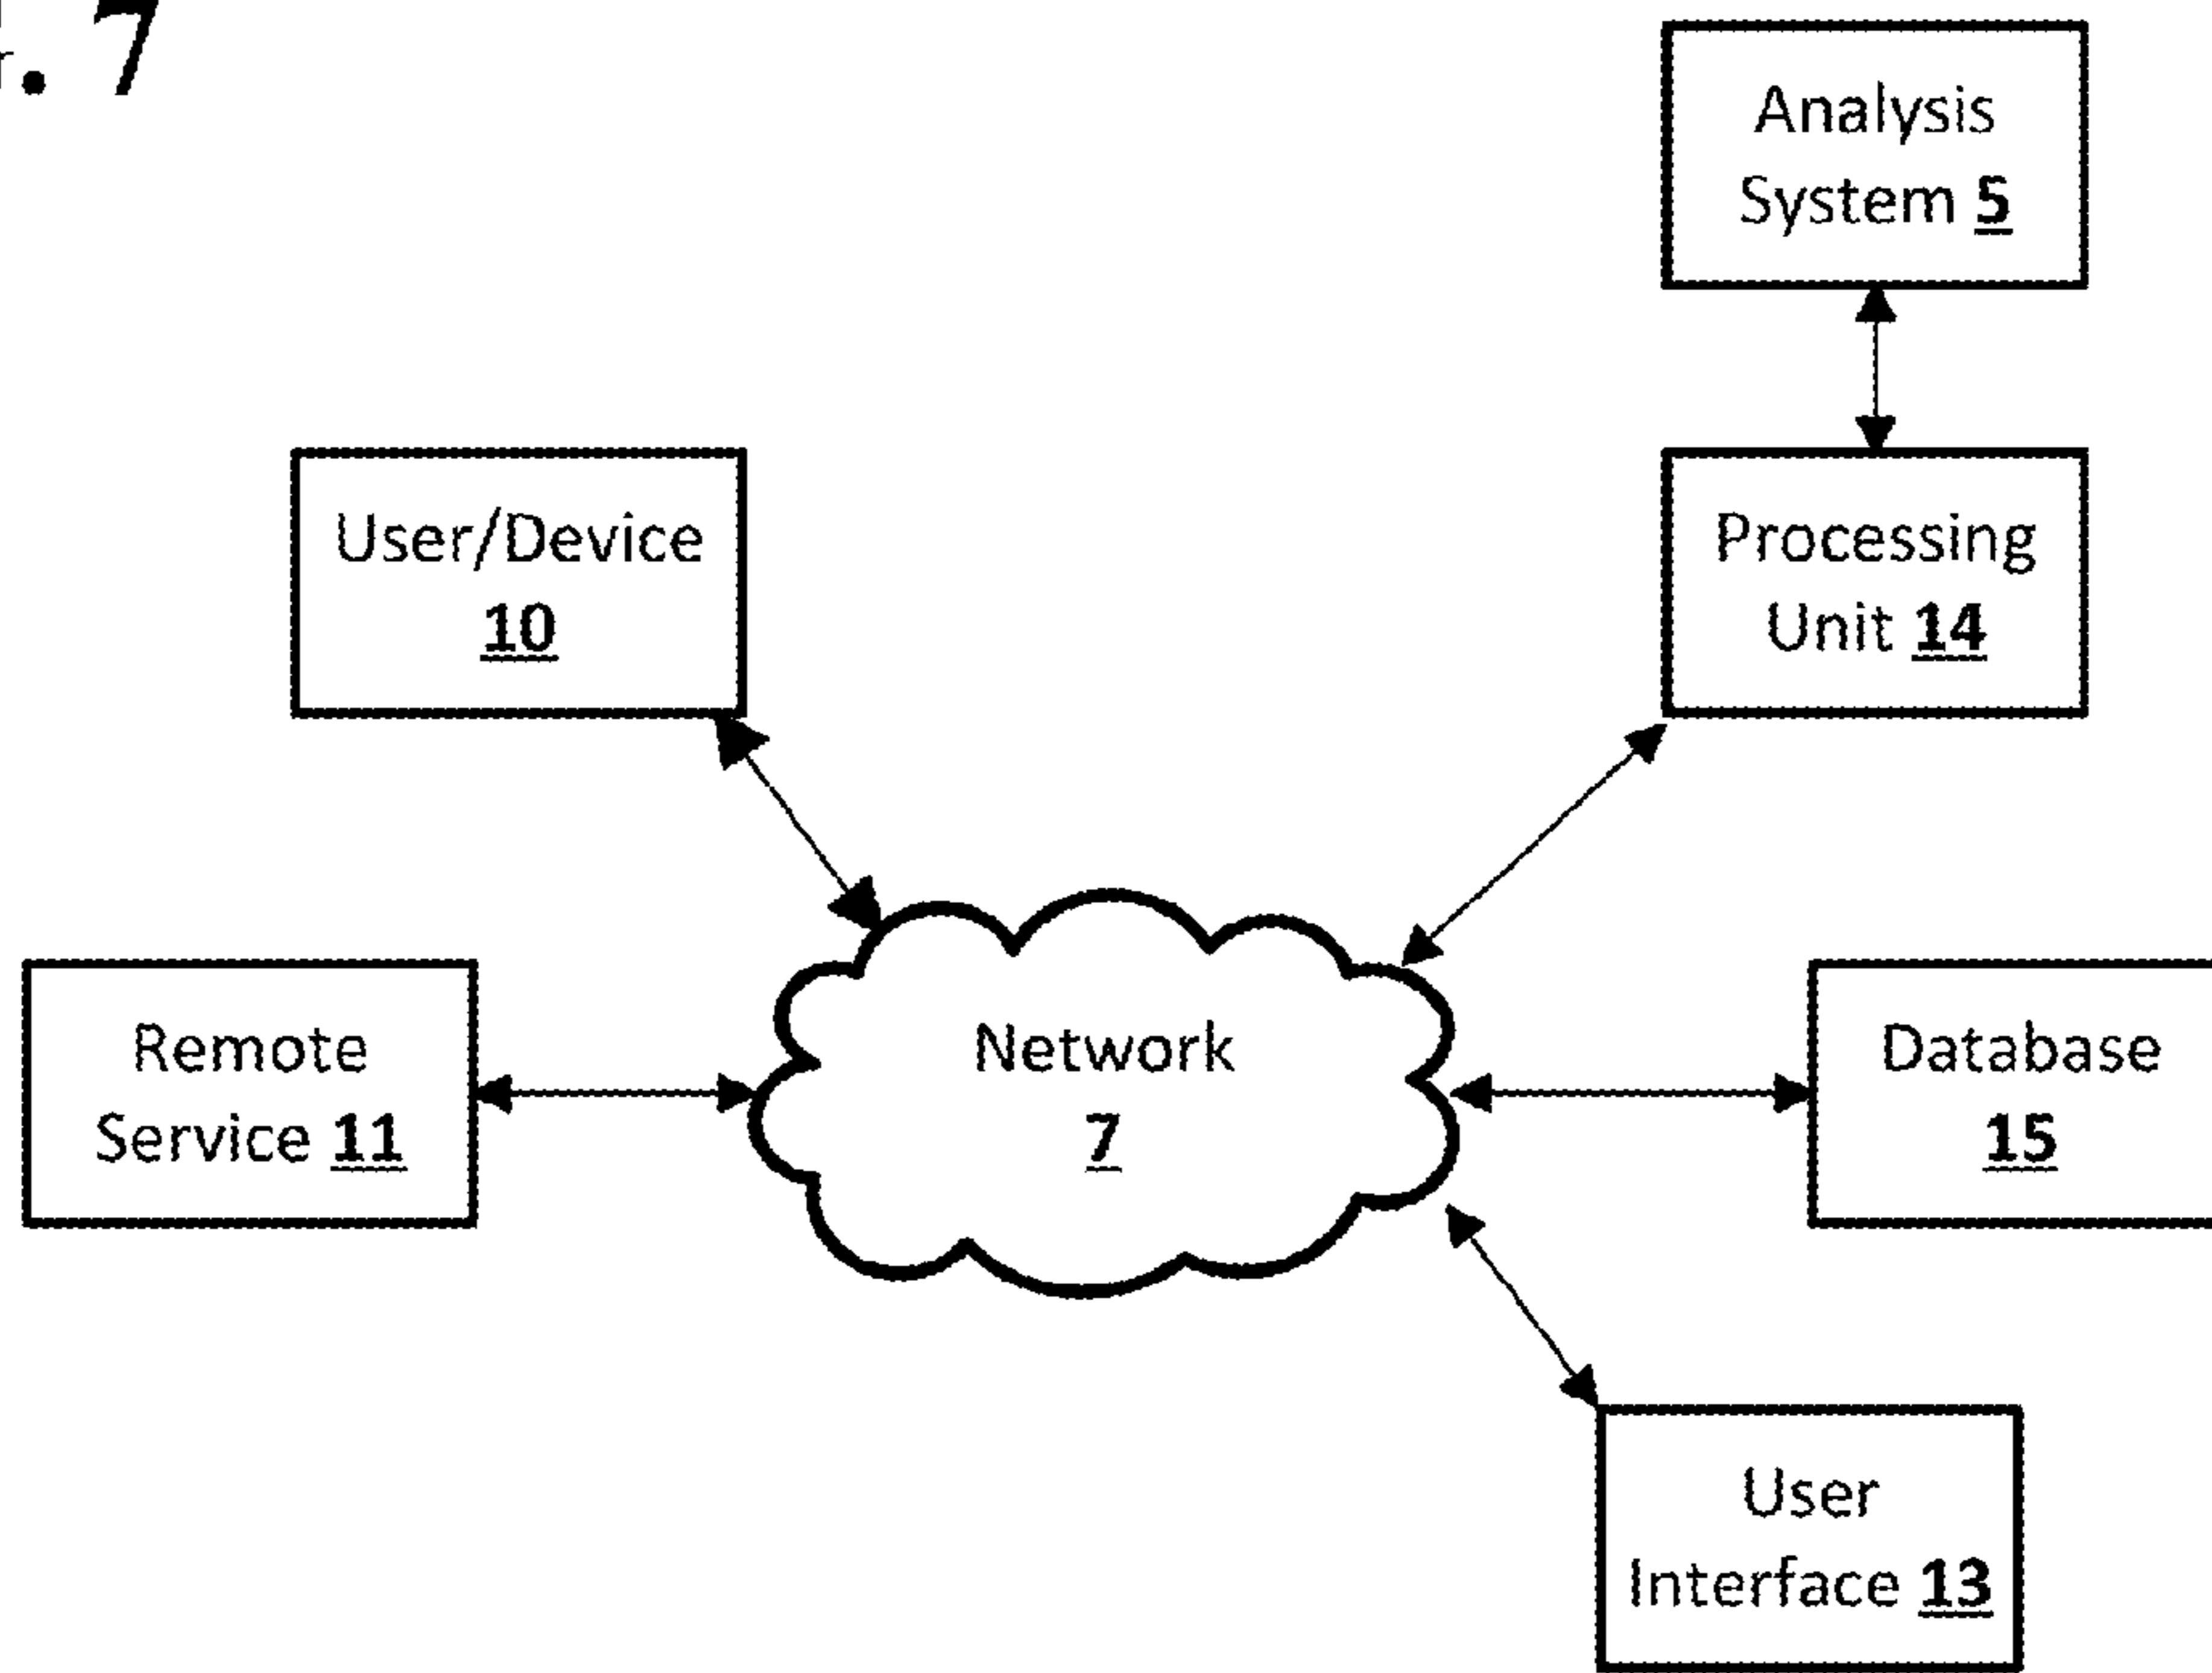 . 7
Analysis
System 5
User/Device
10
Processing
Unit 14
Remote
Service 11
Network
7
Database
15
User
Interface 13